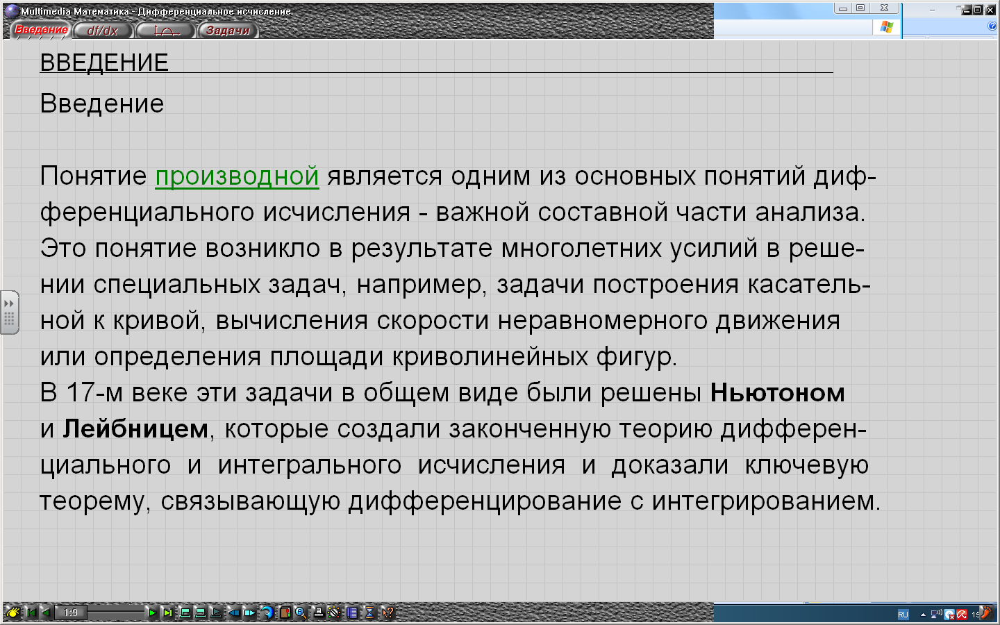 Multimedia Математика - Дифференциальное исчисление
Введение df/dx Задачи
ВВЕДЕНИЕ
Введение
Понятие производной является одним из основных понятий диф-
ференциального исчисления - важной составной части анализа.
Это понятие возникло в результате многолетних усилий в реше-
нии специальных задач, например, задачи построения касатель-
ной к кривой, вычисления скорости неравномерного движения
или определения площади криволинейных фигур.
В 17-м веке эти задачи в общем виде были решены Ньютоном
и Лейбницем, которые создали законченную теорию дифферен-
циального и интегрального исчисления и доказали ключевую
теорему, связывающую дифференцирование с интегрированием.
1:9
RU